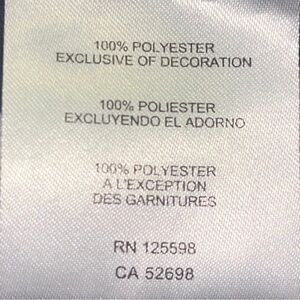 100% POLYESTER
EXCLUSIVE OF DECORATION
100% POLIESTER
EXCLUYENDO EL ADORNO
100% POLYESTER
A L'EXCEPTION
DES GARNITURES
RN 125598
CA 52698